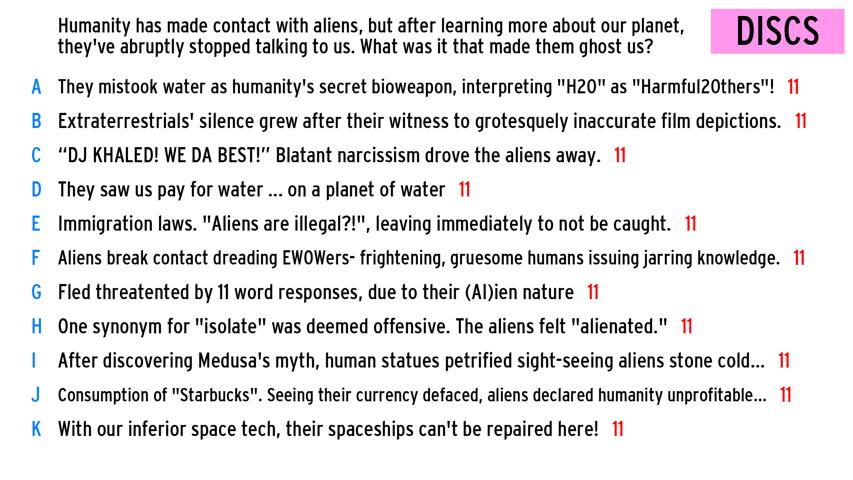 Humanity has made contact with aliens, but after learning more about our planet,
they've abruptly stopped talking to us. What was it that made them ghost us?
DISCS
A They mistook water as humanity's secret bioweapon, interpreting "H2O" as "Harmful2Others"! 11
B Extraterrestrials' silence grew after their witness to grotesquely inaccurate film depictions. 11
C “DJ KHALED! WE DA BEST!” Blatant narcissism drove the aliens away. 11
D They saw us pay for water ... on a planet of water 11
E Immigration laws. "Aliens are illegal?!", leaving immediately to not be caught. 11
F Aliens break contact dreading EWOWers- frightening, gruesome humans issuing jarring knowledge. 11
G Fled threatented by 11 word responses, due to their (Al)ien nature 11
H One synonym for "isolate" was deemed offensive. The aliens felt "alienated." 11
I After discovering Medusa's myth, human statues petrified sight-seeing aliens stone cold... 11
J Consumption of "Starbucks". Seeing their currency defaced, aliens declared humanity unprofitable... 11
K With our inferior space tech, their spaceships can't be repaired here! 11